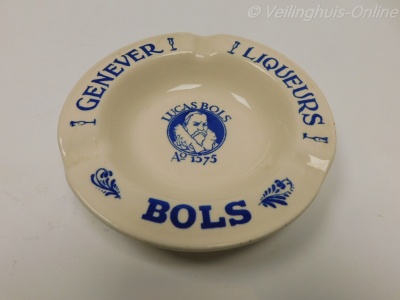 © Veilinghuis-Online
GENEVER
LIQUEURS
LUCAS BOLS
Ao 1575
BOLS